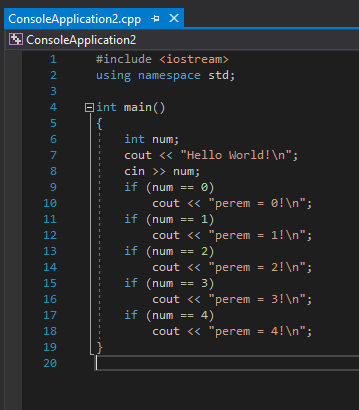 ConsoleApplication2.cpp
ConsoleApplication2
1 #include <iostream>
2 using namespace std;
3
4 int main()
5 {
6 int num;
7 cout << "Hello World!\n";
8 cin >> num;
9 if (num == 0)
10 cout << "perem = 0!\n";
11 if (num == 1)
12 cout << "perem = 1!\n";
13 if (num == 2)
14 cout << "perem = 2!\n";
15 if (num == 3)
16 cout << "perem = 3!\n";
17 if (num == 4)
18 cout << "perem = 4!\n";
19 }
20